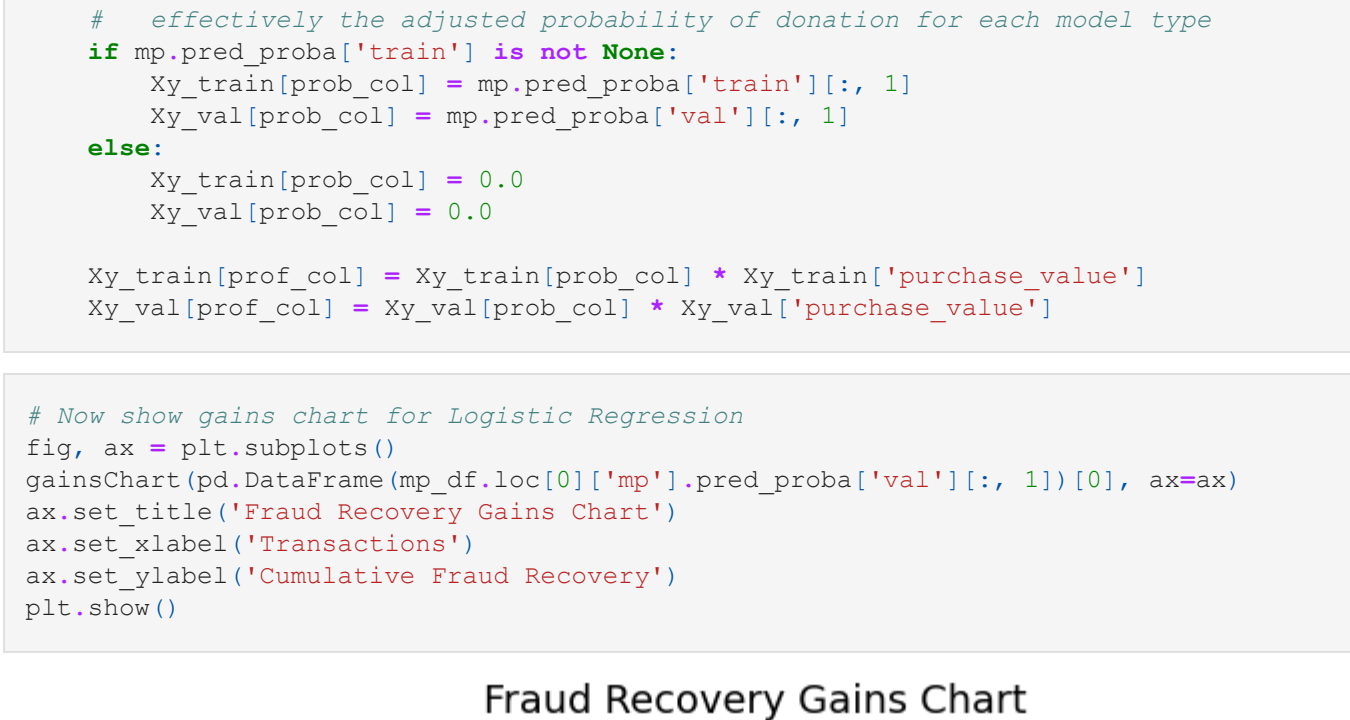 #   effectively the adjusted probability of donation for each model type
if mp.pred_proba['train'] is not None:
Xy_train[prob_col] = mp.pred_proba['train'][:, 1]
Xy_val[prob_col] = mp.pred_proba['val'][:, 1]
else:
Xy_train[prob_col] = 0.0
Xy_val[prob_col] = 0.0
Xy_train[prof_col] = Xy_train[prob_col] * Xy_train['purchase_value']
Xy_val[prof_col] = Xy_val[prob_col] * Xy_val['purchase_value']
# Now show gains chart for Logistic Regression
fig, ax = plt.subplots()
gainsChart(pd.DataFrame(mp_df.loc[0]['mp'].pred_proba['val'][:, 1])[0], ax=ax)
ax.set_title('Fraud Recovery Gains Chart')
ax.set_xlabel('Transactions')
ax.set_ylabel('Cumulative Fraud Recovery')
plt.show()
Fraud Recovery Gains Chart